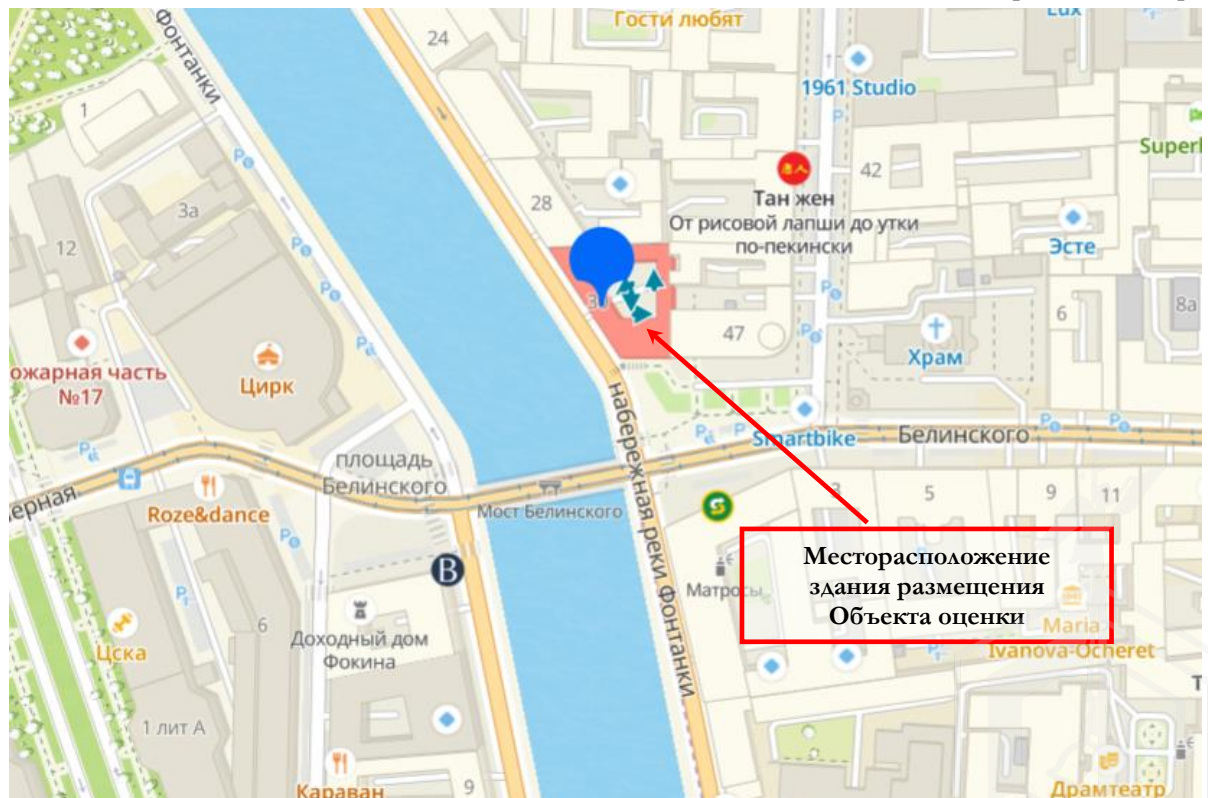 Фонтанки
24
Гости любят
1961 Studio
1
P
3а
12
28
42
Тан жен
От рисовой лапши до утки
по-пекински
Эсте
6
8а
47
Храм
Цирк
ожарная часть
№17
набережная реки Фонтанки
Smartbike
Белинского
площадь
Белинского
Мост Белинского
ерная
Roze&dance
B
3
5
9
11
Месторасположение
здания размещения
Объекта оценки
Матросы
Maria
Ivanova-Ocheret
Доходный дом
Фокина
6
Цска
1 лит А
Караван
9
Драмтеатр